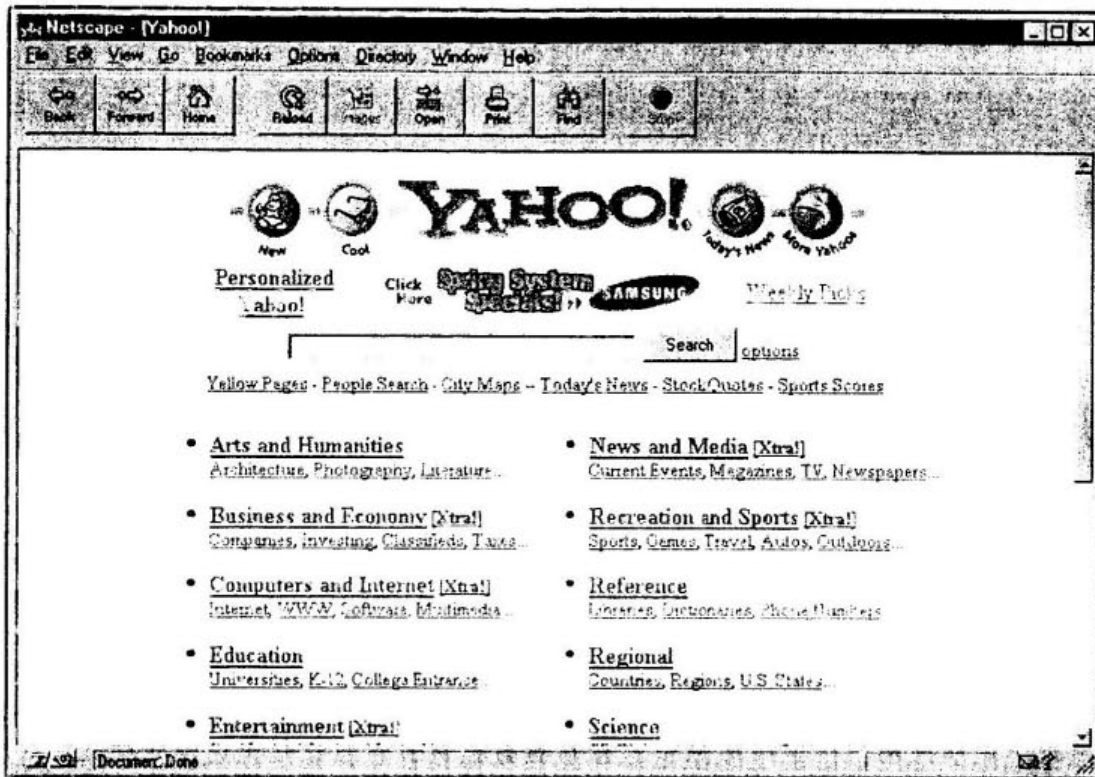 Netscape - [Yahoo!]
File Edit View Go Bookmarks Options Directory Window Help
Back Forward Home Reload Images Open Print Find Stop
YAHOO!
New Cool Today's News More Yahoos
Personalized Yahoo!
Click Here Spring System Specials! SAMSUNG
Weekly Picks
Search options
Yellow Pages - People Search - City Maps -- Today's News - Stock Quotes - Sports Scores
• Arts and Humanities
Architecture, Photography, Literature...
• Business and Economy [Xtra!]
Companies, Investing, Classifieds, Taxes...
• Computers and Internet [Xtra!]
Internet, WWW, Software, Multimedia...
• Education
Universities, K-12, College Entrance...
• Entertainment [Xtra!]
• News and Media [Xtra!]
Current Events, Magazines, TV, Newspapers...
• Recreation and Sports [Xtra!]
Sports, Games, Travel, Autos, Outdoors...
• Reference
Libraries, Dictionaries, Phone Numbers
• Regional
Countries, Regions, U.S. States...
• Science
Document: Done